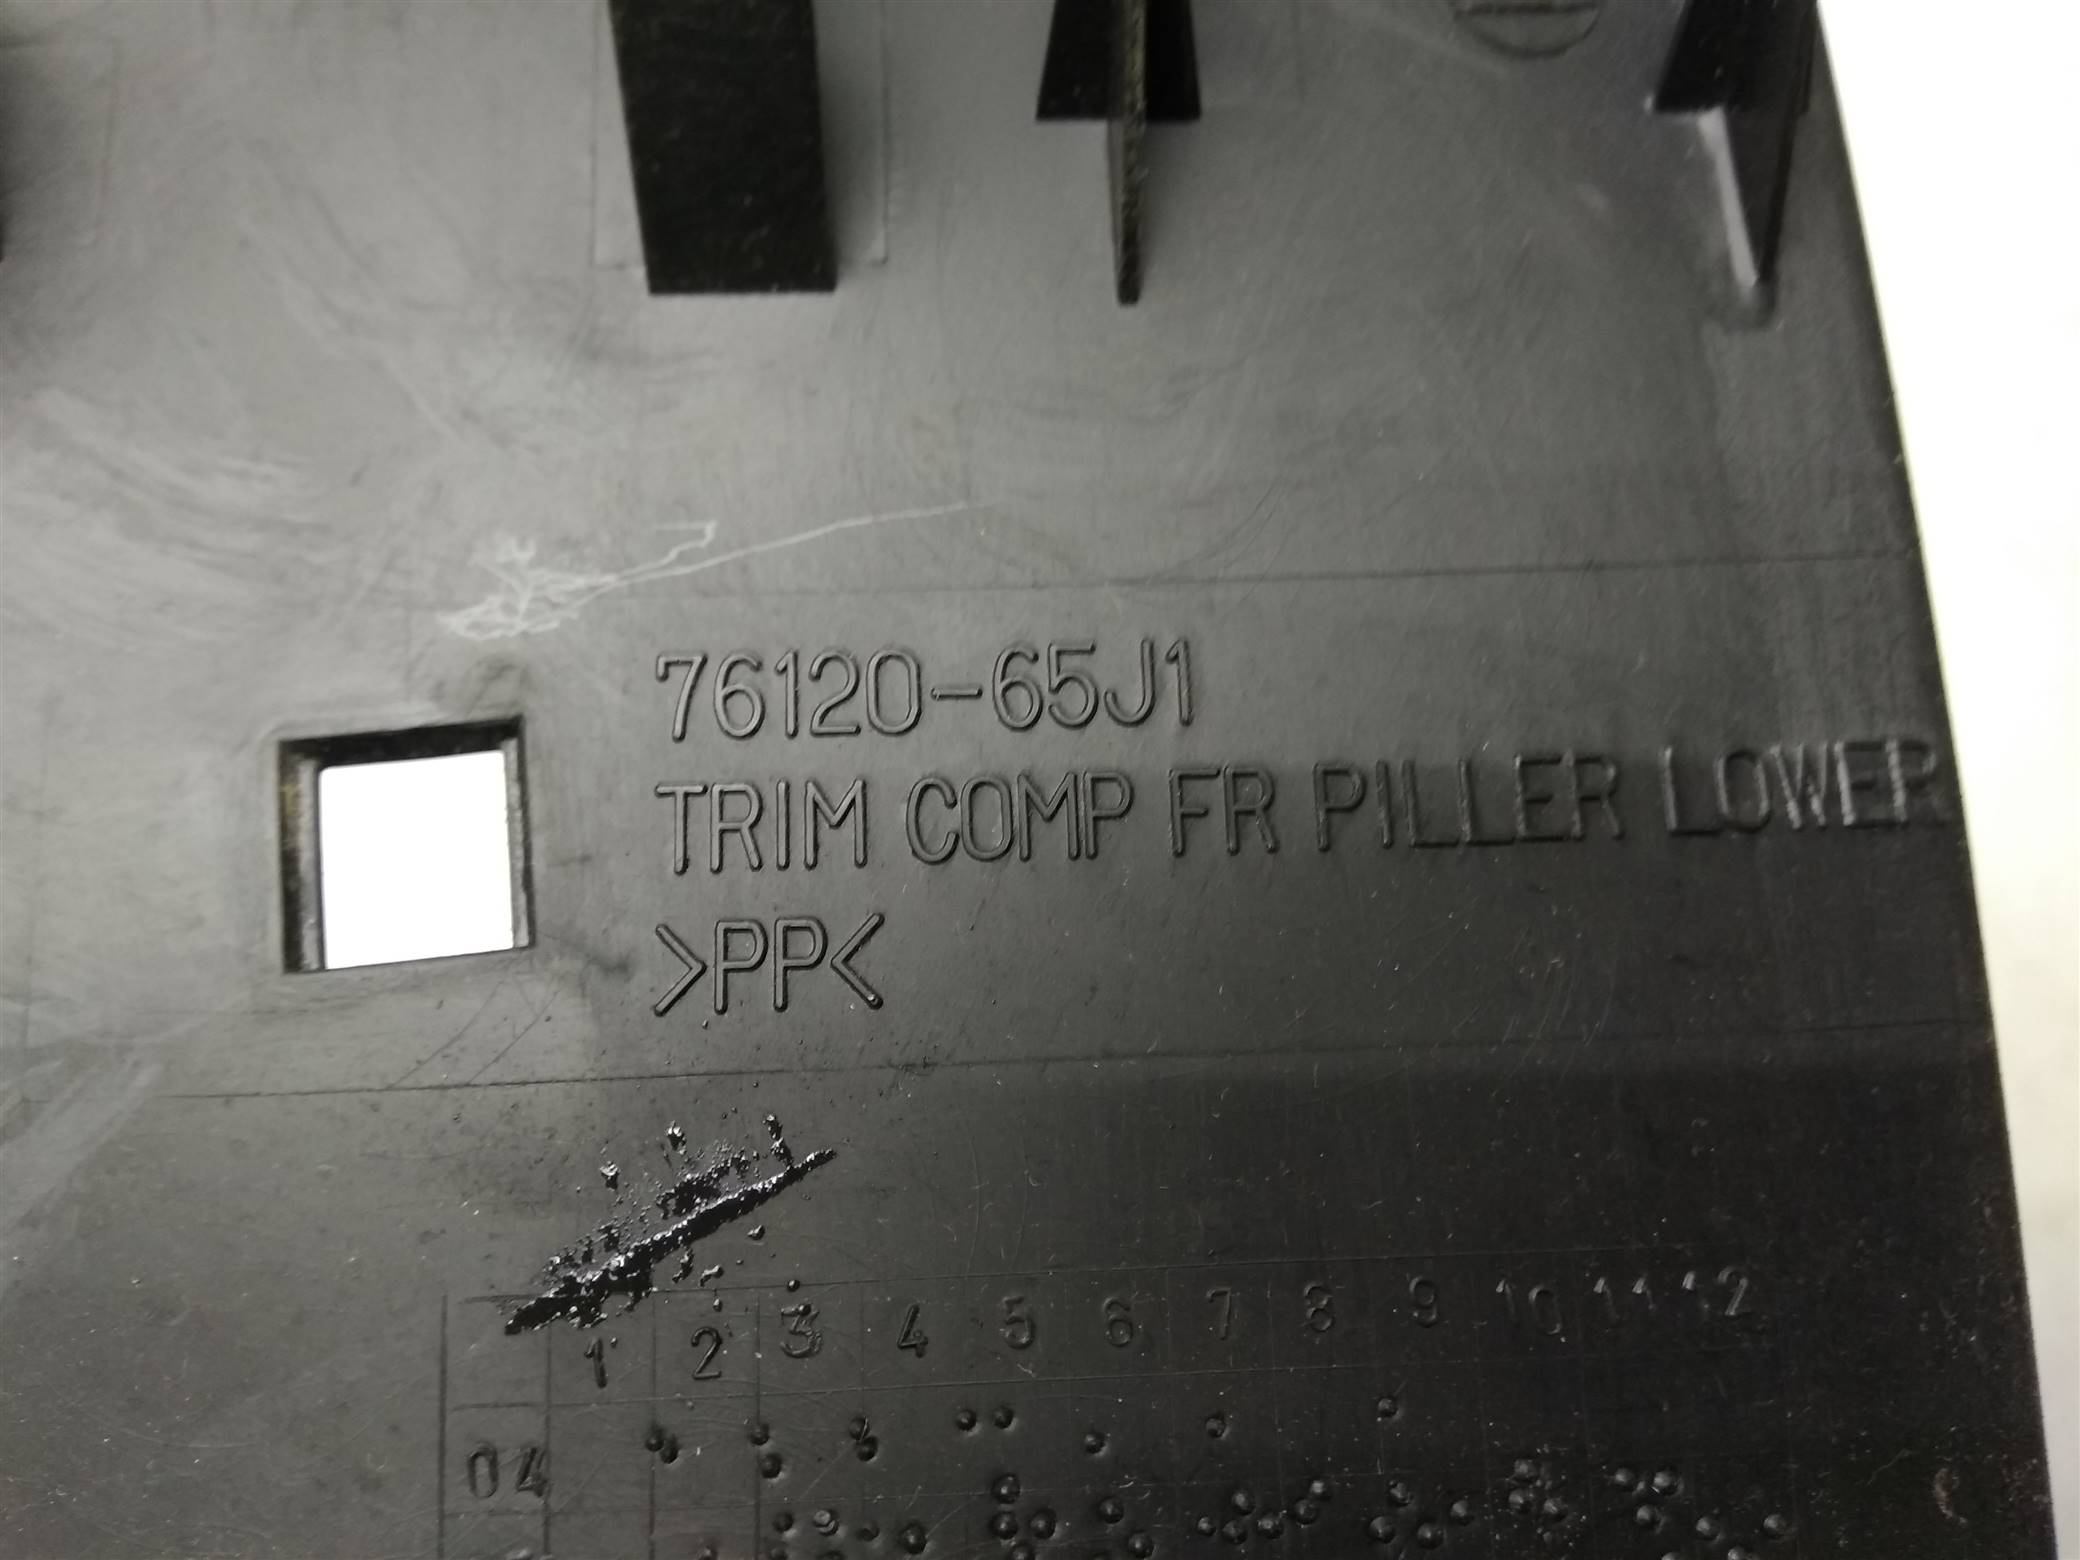 76120-65J1
TRIM COMP FR PILLER LOWER
>PP<
1 2 3 4 5 6 7 8 9 10 11 12
04